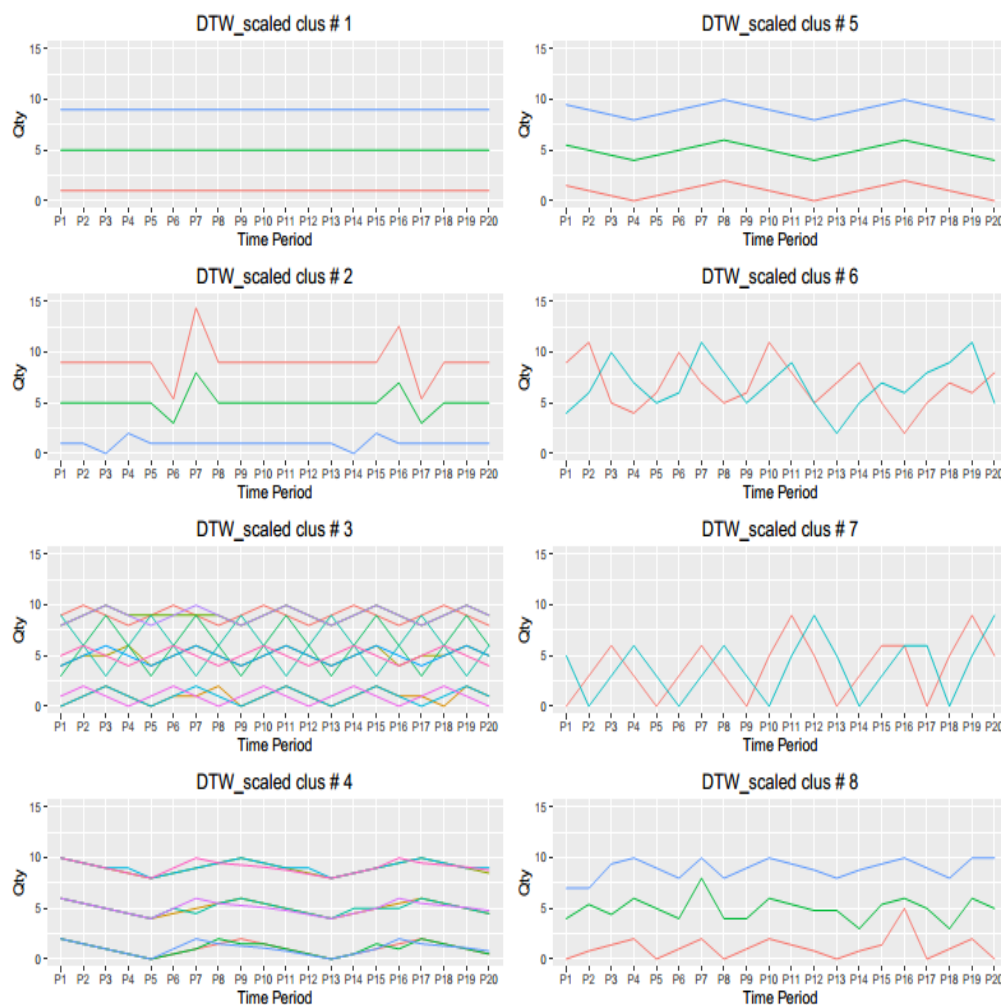 DTW_scaled clus # 1
15
10
5
0
Qty
P1 P2 P3 P4 P5 P6 P7 P8 P9 P10 P11 P12 P13 P14 P15 P16 P17 P18 P19 P20
Time Period
DTW_scaled clus # 5
15
10
5
0
Qty
P1 P2 P3 P4 P5 P6 P7 P8 P9 P10 P11 P12 P13 P14 P15 P16 P17 P18 P19 P20
Time Period
DTW_scaled clus # 2
15
10
5
0
Qty
P1 P2 P3 P4 P5 P6 P7 P8 P9 P10 P11 P12 P13 P14 P15 P16 P17 P18 P19 P20
Time Period
DTW_scaled clus # 6
15
10
5
0
Qty
P1 P2 P3 P4 P5 P6 P7 P8 P9 P10 P11 P12 P13 P14 P15 P16 P17 P18 P19 P20
Time Period
DTW_scaled clus # 3
15
10
5
0
Qty
P1 P2 P3 P4 P5 P6 P7 P8 P9 P10 P11 P12 P13 P14 P15 P16 P17 P18 P19 P20
Time Period
DTW_scaled clus # 7
15
10
5
0
Qty
P1 P2 P3 P4 P5 P6 P7 P8 P9 P10 P11 P12 P13 P14 P15 P16 P17 P18 P19 P20
Time Period
DTW_scaled clus # 4
15
10
5
0
Qty
P1 P2 P3 P4 P5 P6 P7 P8 P9 P10 P11 P12 P13 P14 P15 P16 P17 P18 P19 P20
Time Period
DTW_scaled clus # 8
15
10
5
0
Qty
P1 P2 P3 P4 P5 P6 P7 P8 P9 P10 P11 P12 P13 P14 P15 P16 P17 P18 P19 P20
Time Period